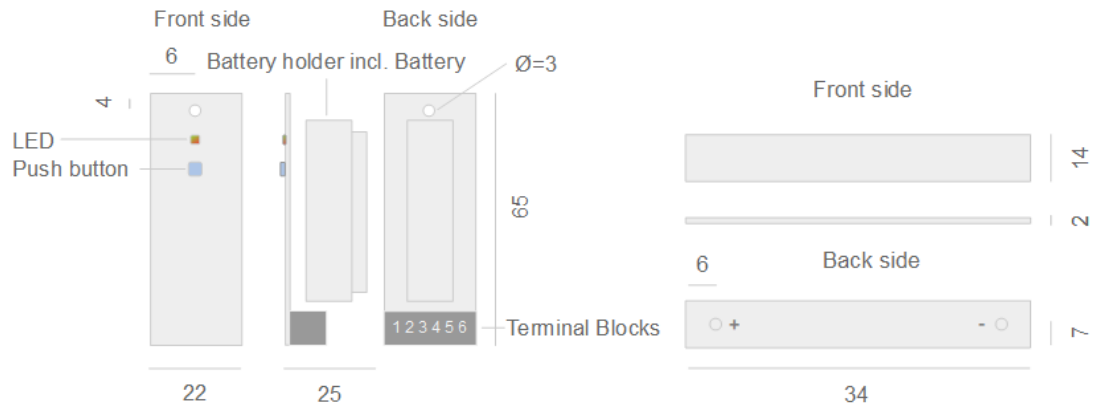 Front side
Back side
6
Battery holder incl. Battery
Ø=3
4
LED
Push button
65
1 2 3 4 5 6
Terminal Blocks
22
25
Front side
14
2
6
Back side
+
-
7
34